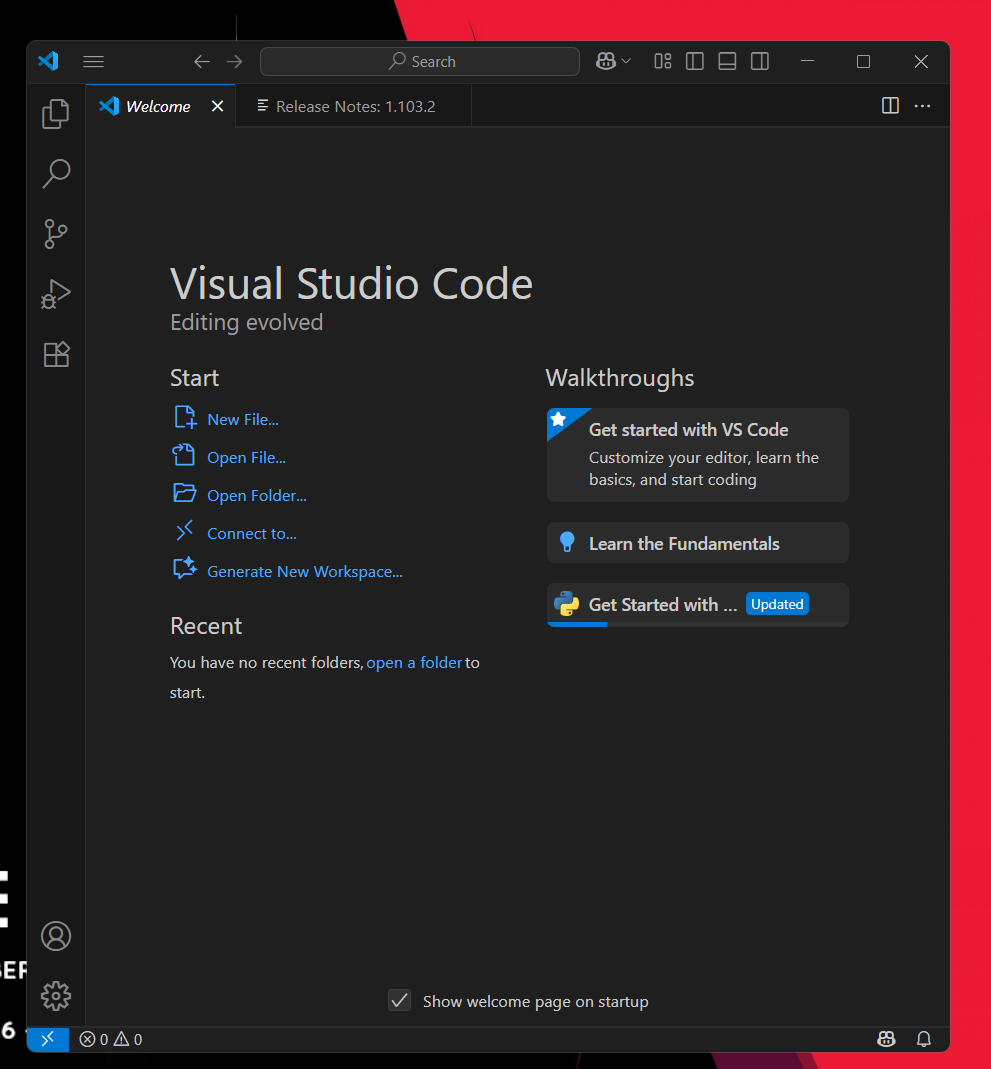 Search
Welcome
Release Notes: 1.103.2
Visual Studio Code
Editing evolved
Start
New File...
Open File...
Open Folder...
Connect to...
Generate New Workspace...
Recent
You have no recent folders, open a folder to
start.
Walkthroughs
Get started with VS Code
Customize your editor, learn the
basics, and start coding
Learn the Fundamentals
Get Started with ... Updated
Show welcome page on startup
0 0